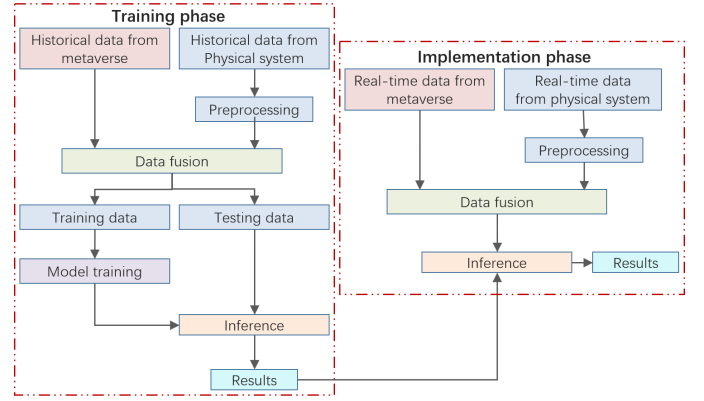 Training phase
Historical data from
metaverse
Historical data from
Physical system
Preprocessing
Data fusion
Training data
Testing data
Model training
Inference
Results
Implementation phase
Real-time data from
metaverse
Real-time data
from physical system
Preprocessing
Data fusion
Inference
Results